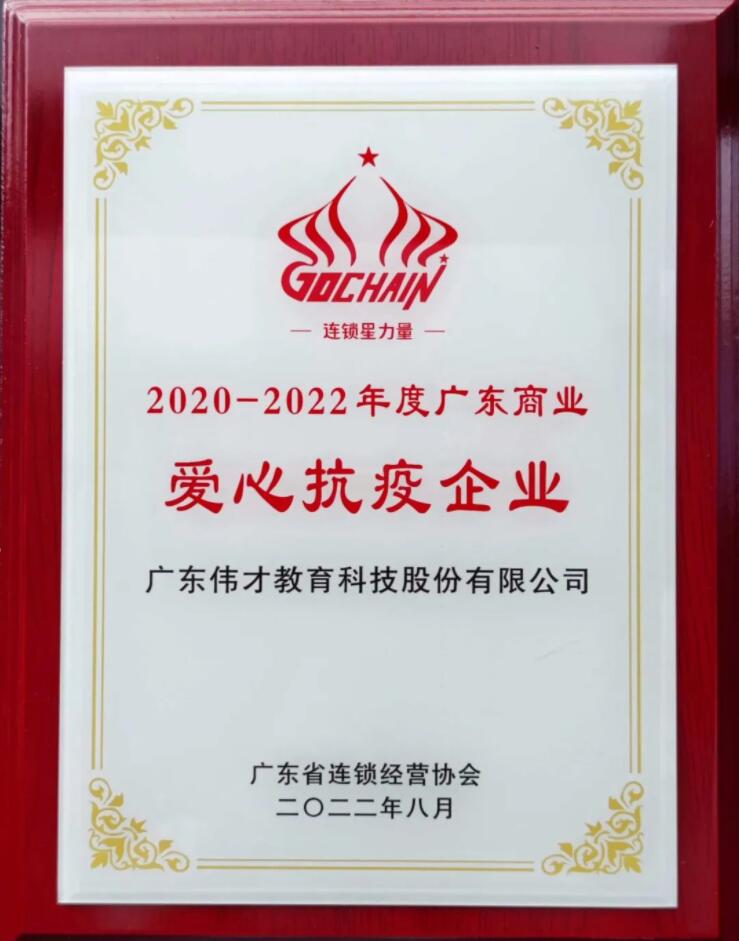 GOCHAIN
— 连锁星力量 —
2020-2022年度广东商业
爱心抗疫企业
广东伟才教育科技股份有限公司
广东省连锁经营协会
二〇二二年八月